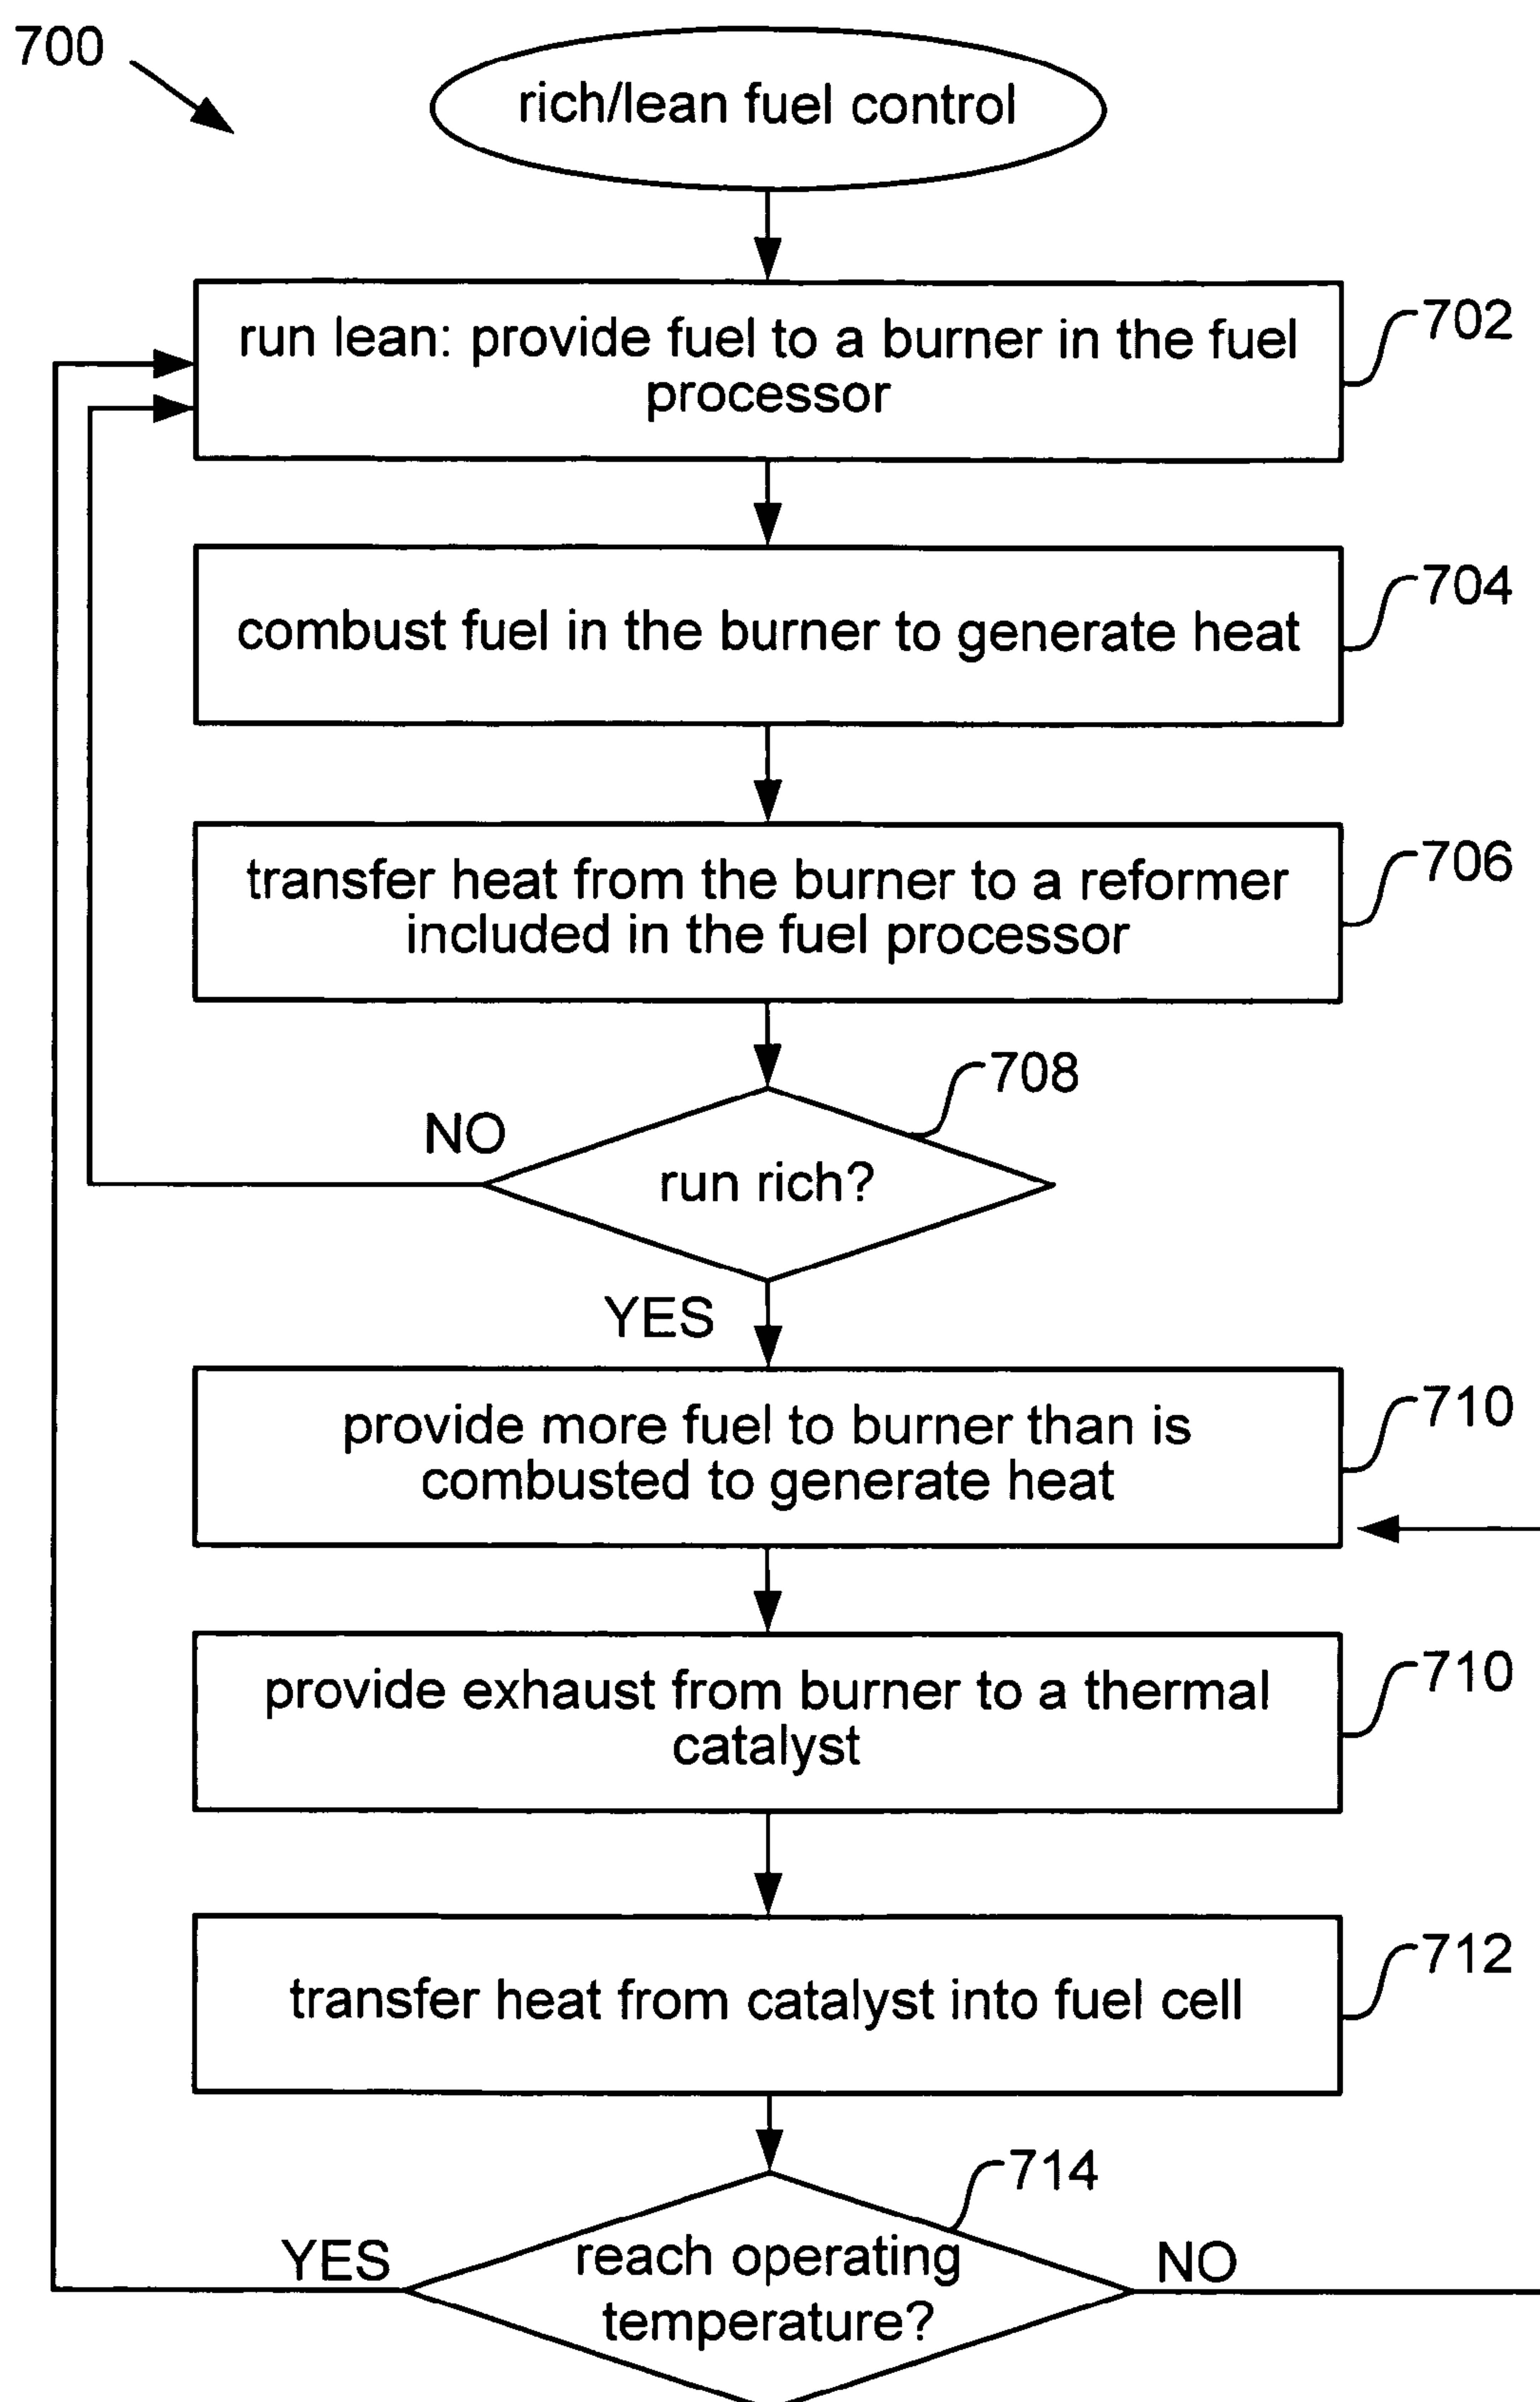 700
rich/lean fuel control
run lean: provide fuel to a burner in the fuel
processor
702
combust fuel in the burner to generate heat
704
transfer heat from the burner to a reformer
included in the fuel processor
706
708
NO
run rich?
YES
provide more fuel to burner than is
combusted to generate heat
710
provide exhaust from burner to a thermal
catalyst
710
transfer heat from catalyst into fuel cell
712
714
YES
reach operating
temperature?
NO